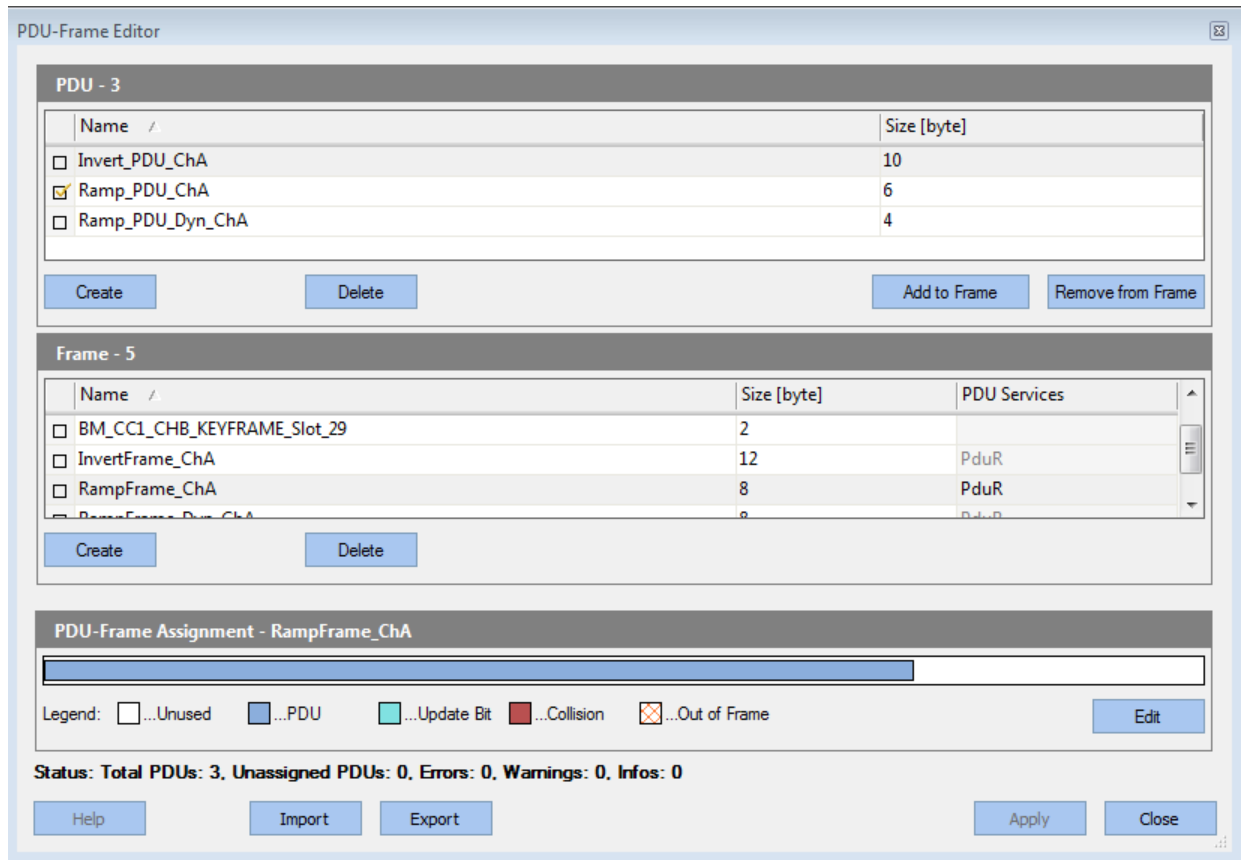 PDU-Frame Editor
PDU - 3
Name Size [byte]
Invert_PDU_ChA 10
Ramp_PDU_ChA 6
Ramp_PDU_Dyn_ChA 4
Create Delete Add to Frame Remove from Frame
Frame - 5
Name Size [byte] PDU Services
BM_CC1_CHB_KEYFRAME_Slot_29 2
InvertFrame_ChA 12 PduR
RampFrame_ChA 8 PduR
RampFrame_Dyn_ChA 8 PduR
Create Delete
PDU-Frame Assignment - RampFrame_ChA
Legend: ...Unused ...PDU ...Update Bit ...Collision ...Out of Frame
Edit
Status: Total PDUs: 3, Unassigned PDUs: 0, Errors: 0, Warnings: 0, Infos: 0
Help Import Export Apply Close